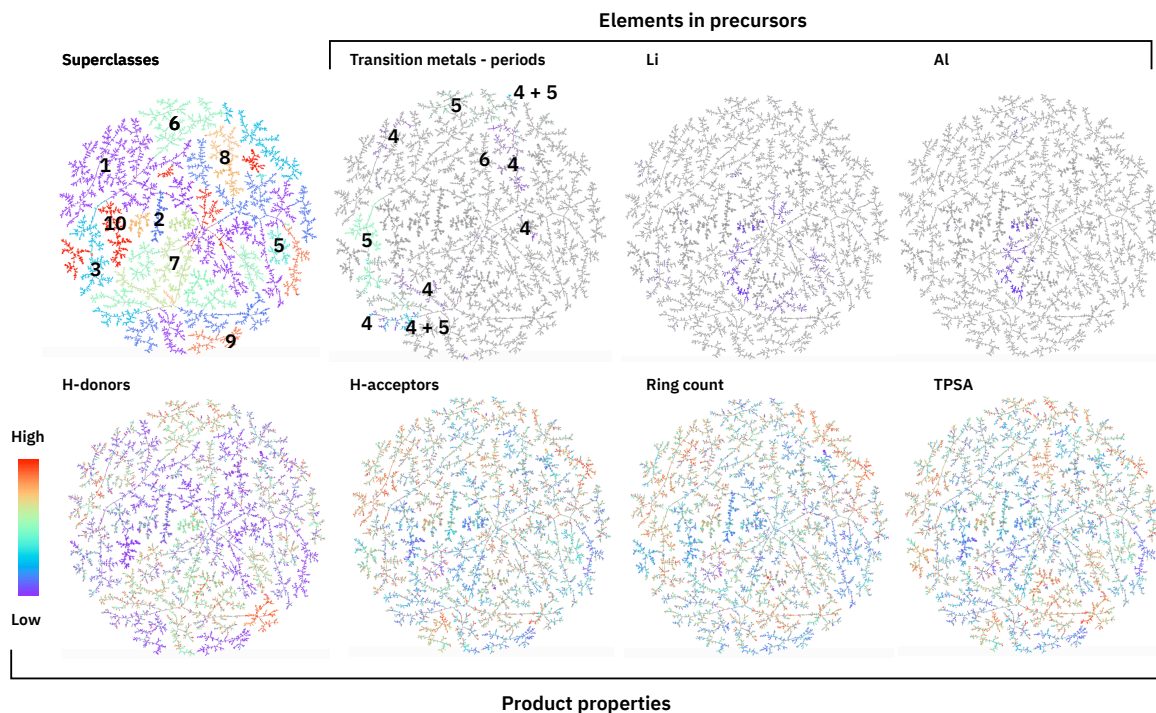 Elements in precursors
Superclasses
Transition metals - periods
Li
Al
6
1
8
10
2
5
3
7
9
5
4 + 5
4
6
4
4
5
4
4
4 + 5
H-donors
H-acceptors
Ring count
TPSA
High
Low
Product properties